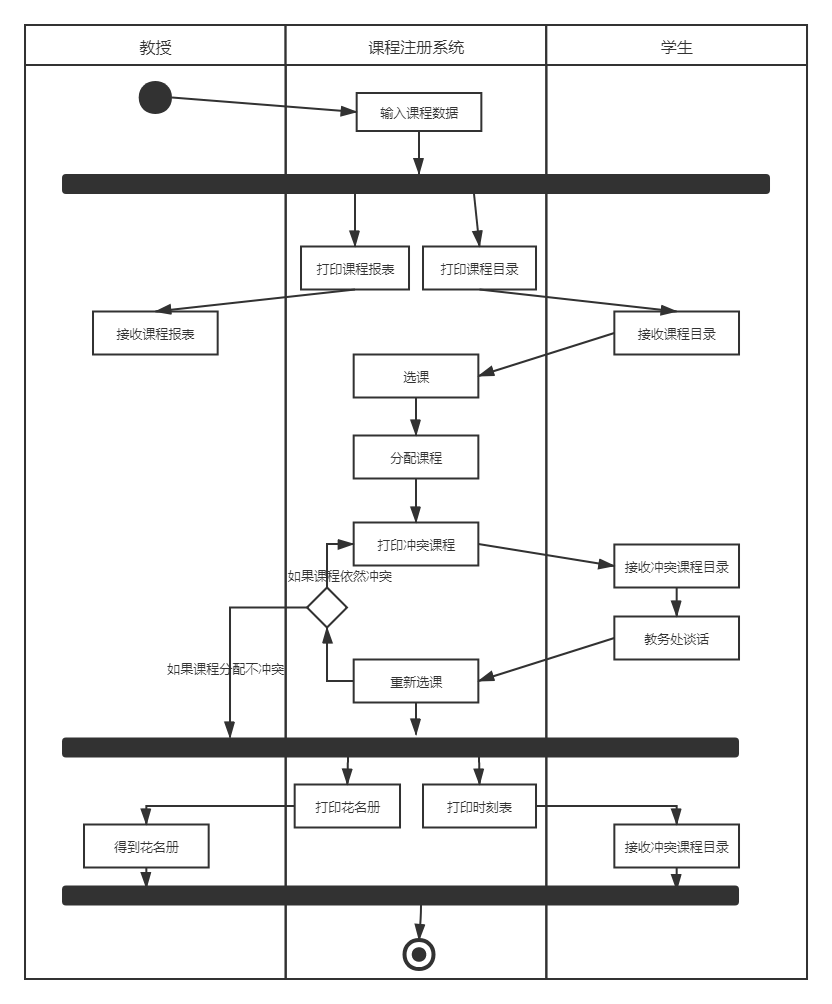 教授
课程注册系统
学生
输入课程数据
打印课程报表
打印课程目录
接收课程报表
接收课程目录
选课
分配课程
打印冲突课程
接收冲突课程目录
如果课程依然冲突
教务处谈话
如果课程分配不冲突
重新选课
打印花名册
打印时刻表
得到花名册
接收冲突课程目录